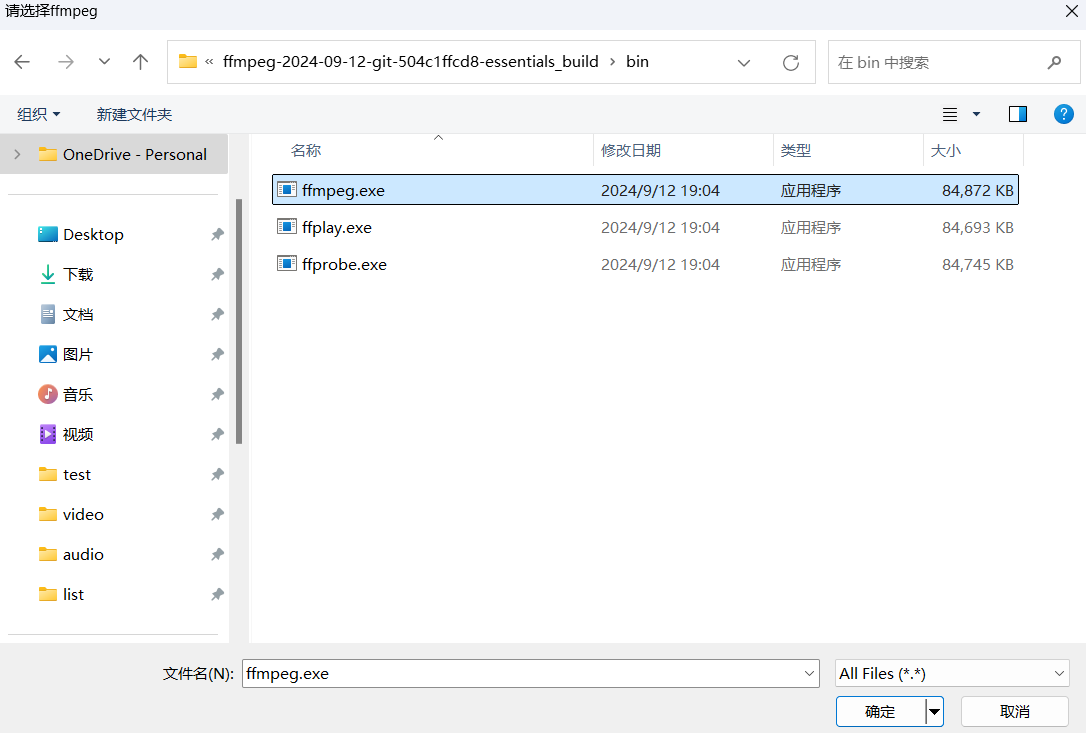 请选择ffmpeg
« ffmpeg-2024-09-12-git-504c1ffcd8-essentials_build › bin
在 bin 中搜索
组织 新建文件夹
OneDrive - Personal
Desktop
下载
文档
图片
音乐
视频
test
video
audio
list
名称 修改日期 类型 大小
ffmpeg.exe 2024/9/12 19:04 应用程序 84,872 KB
ffplay.exe 2024/9/12 19:04 应用程序 84,693 KB
ffprobe.exe 2024/9/12 19:04 应用程序 84,745 KB
文件名(N): ffmpeg.exe All Files (*.*)
确定 取消